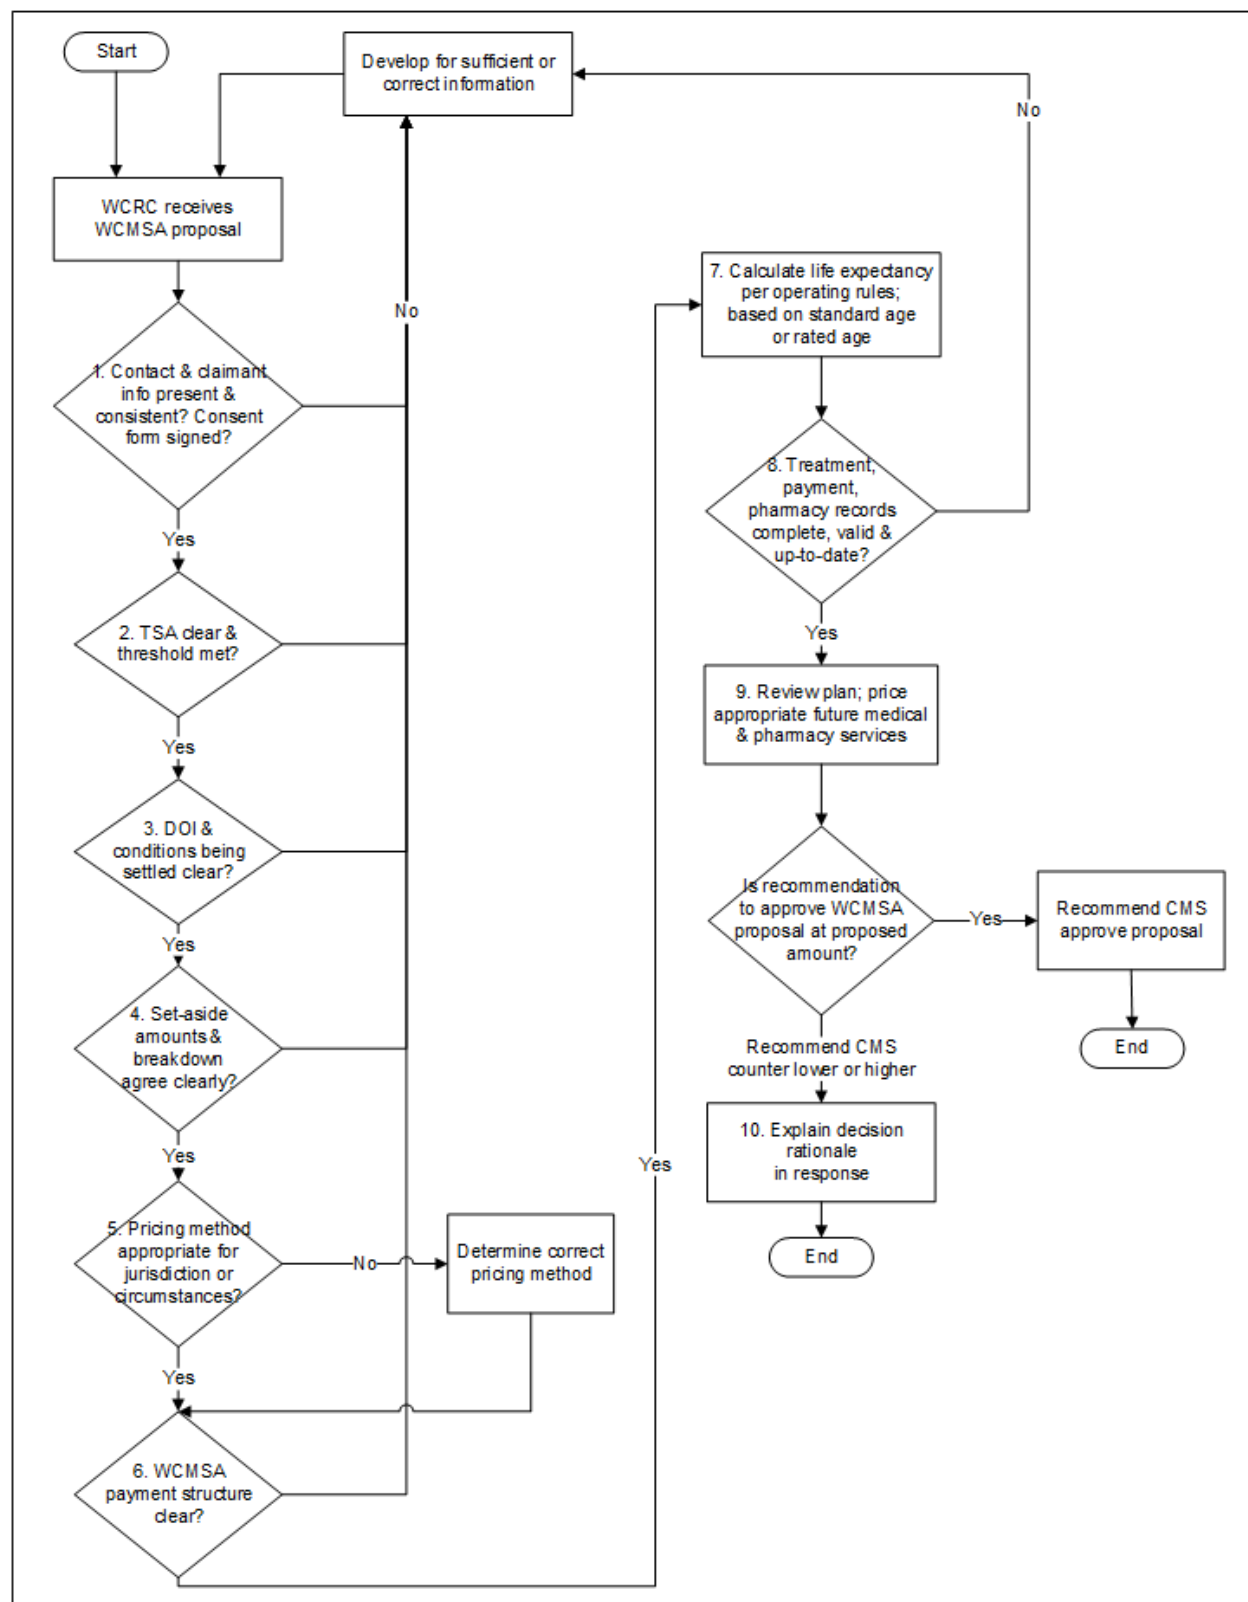 Start
Develop for sufficient or
correct information
No
WCRC receives
WCMSA proposal
No
1. Contact & claimant
info present &
consistent? Consent
form signed?
Yes
2. TSA clear &
threshold met?
Yes
3. DOI &
conditions being
settled clear?
Yes
4. Set-aside
amounts &
breakdown
agree clearly?
Yes
5. Pricing method
appropriate for
jurisdiction or
circumstances?
No
Determine correct
pricing method
Yes
6. WCMSA
payment structure
clear?
Yes
7. Calculate life expectancy
per operating rules;
based on standard age
or rated age
8. Treatment,
payment,
pharmacy records
complete, valid &
up-to-date?
Yes
9. Review plan; price
appropriate future medical
& pharmacy services
Is recommendation
to approve WCMSA
proposal at proposed
amount?
Yes
Recommend CMS
approve proposal
End
Recommend CMS
counter lower or higher
10. Explain decision
rationale
in response
End